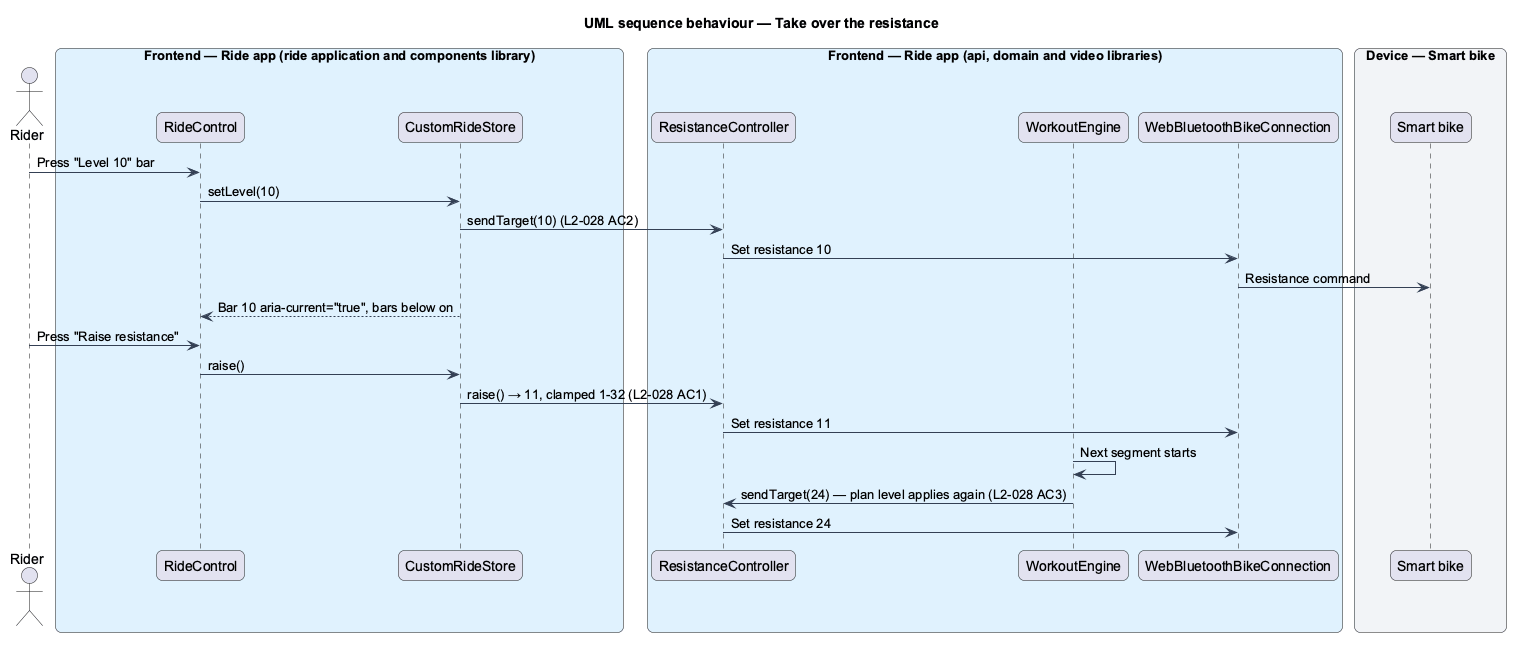 UML sequence behaviour — Take over the resistance
Frontend — Ride app (ride application and components library)
Frontend — Ride app (api, domain and video libraries)
Device — Smart bike
Rider
RideControl
CustomRideStore
ResistanceController
WorkoutEngine
WebBluetoothBikeConnection
Smart bike
Press "Level 10" bar
setLevel(10)
sendTarget(10) (L2-028 AC2)
Set resistance 10
Resistance command
Bar 10 aria-current="true", bars below on
Press "Raise resistance"
raise()
raise() → 11, clamped 1-32 (L2-028 AC1)
Set resistance 11
Next segment starts
sendTarget(24) — plan level applies again (L2-028 AC3)
Set resistance 24
Rider
RideControl
CustomRideStore
ResistanceController
WorkoutEngine
WebBluetoothBikeConnection
Smart bike